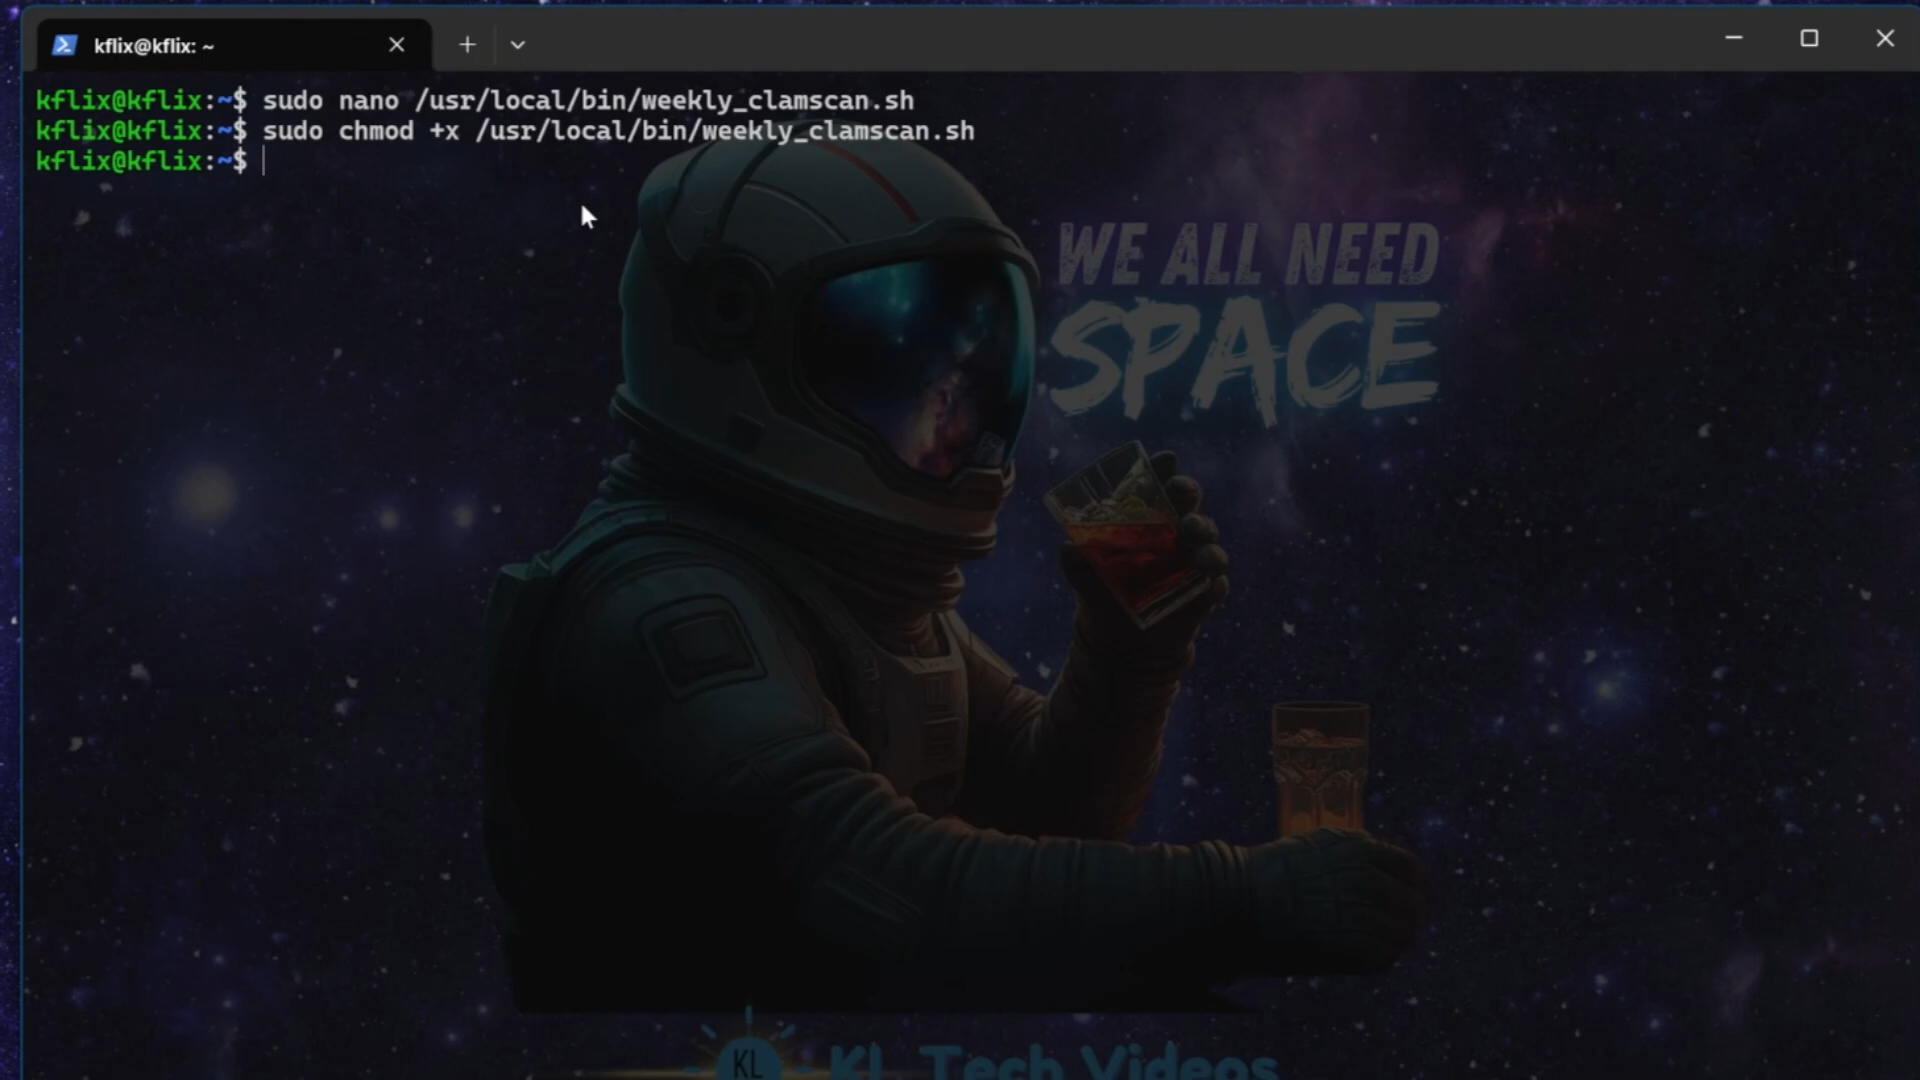 kflix@kflix: ~
kflix@kflix:~$ sudo nano /usr/local/bin/weekly_clamscan.sh
kflix@kflix:~$ sudo chmod +x /usr/local/bin/weekly_clamscan.sh
kflix@kflix:~$
WE ALL NEED
SPACE
KL KL Tech Videos